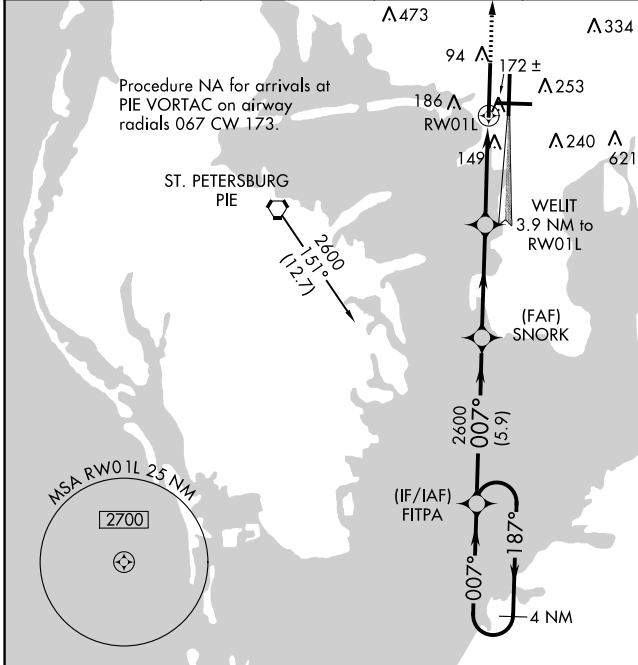 473
334
94
172 ±
253
Procedure NA for arrivals at
PIE VORTAC on airway
radials 067 CW 173.
186
RW01L
149
240
621
ST. PETERSBURG
PIE
WELIT
3.9 NM to
RW01L
2600
151°
(12.7)
(FAF)
SNORK
2600
007°
(5.9)
MSA RW01L 25 NM
2700
(IF/IAF)
FITPA
187°
007°
4 NM